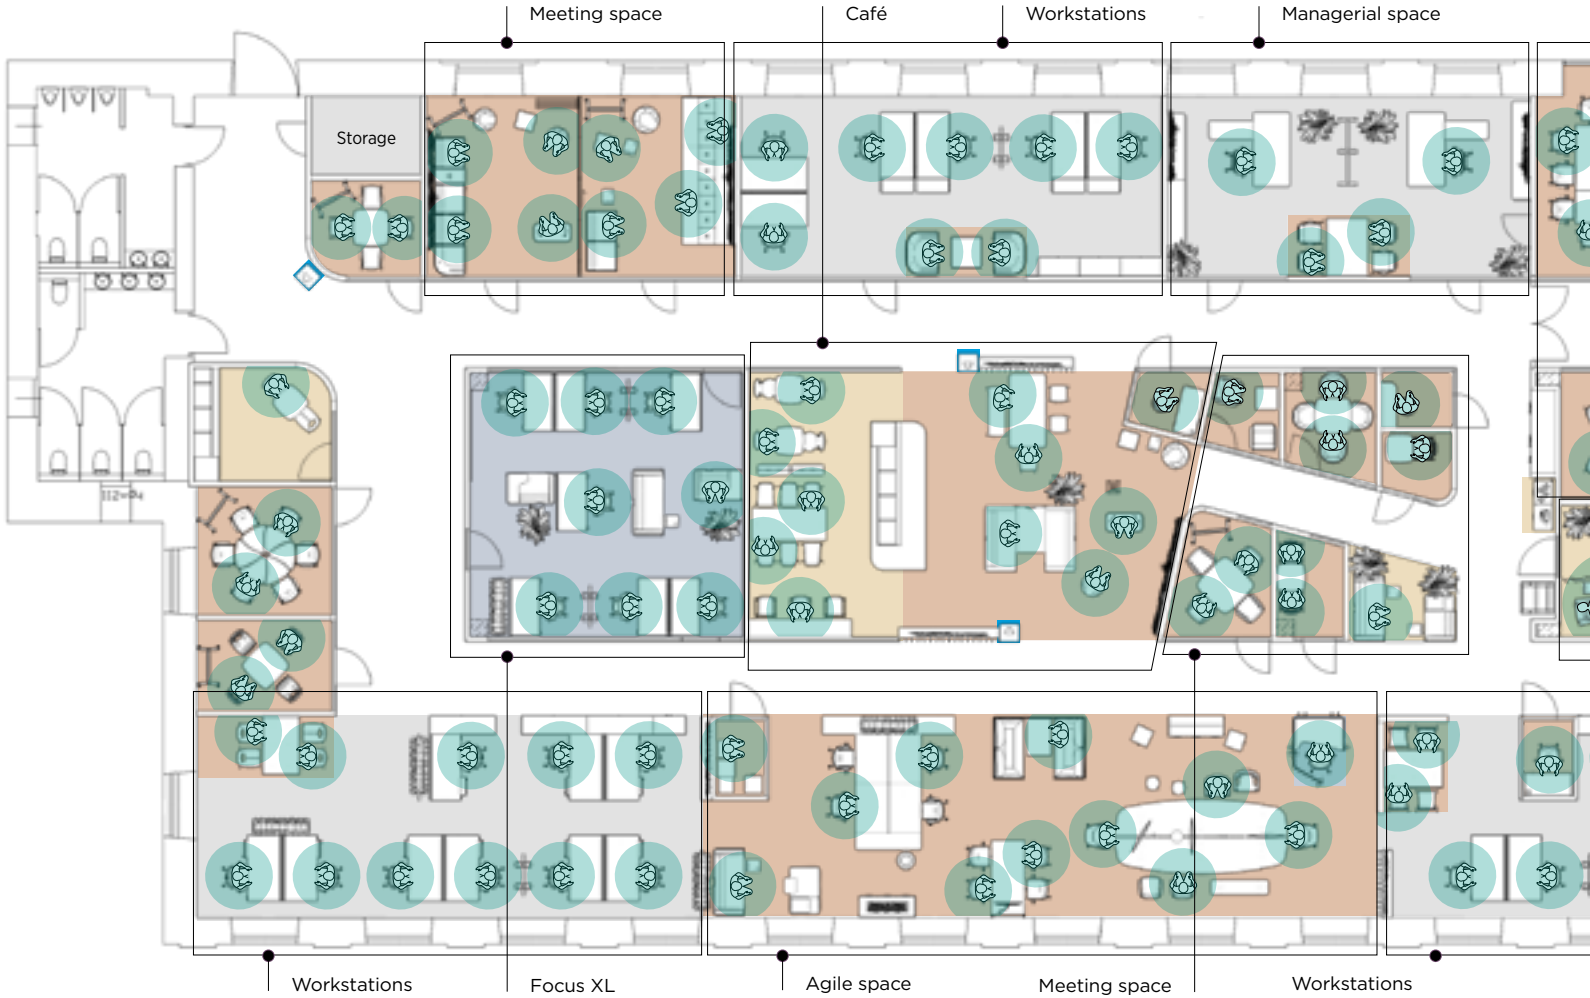 Meeting space
Café
Workstations
Managerial space
Storage
Workstations
Focus XL
Agile space
Meeting space
Workstations